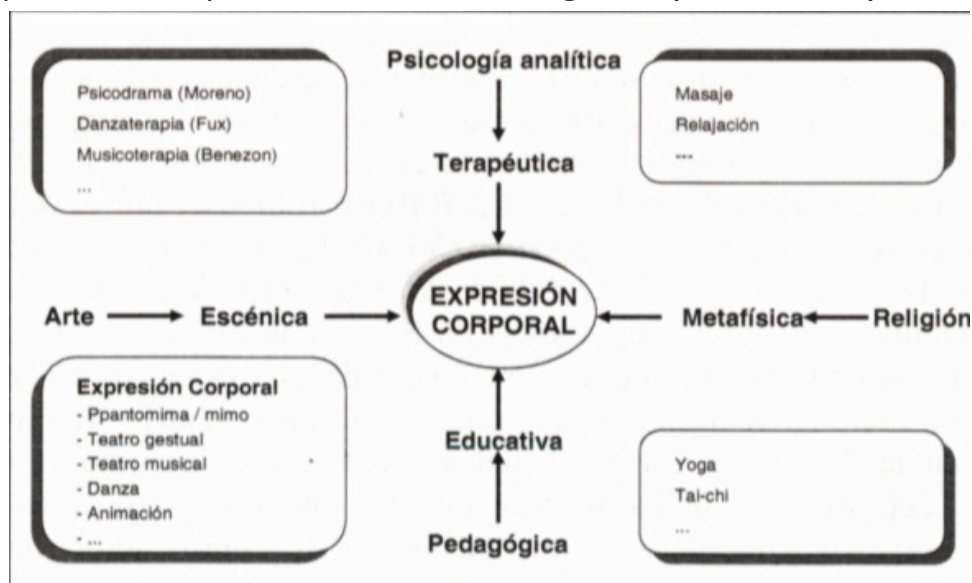 Psicología analítica
Psicodrama (Moreno)
Danzaterapia (Fux)
Musicoterapia (Benezon)
...
Masaje
Relajación
---
Terapéutica
EXPRESIÓN
CORPORAL
Arte
Escénica
Metafísica
Religión
Expresión Corporal
- Ppantomima / mimo
- Teatro gestual
- Teatro musical
- Danza
- Animación
- ...
Educativa
Pedagógica
Yoga
Tai-chi
...